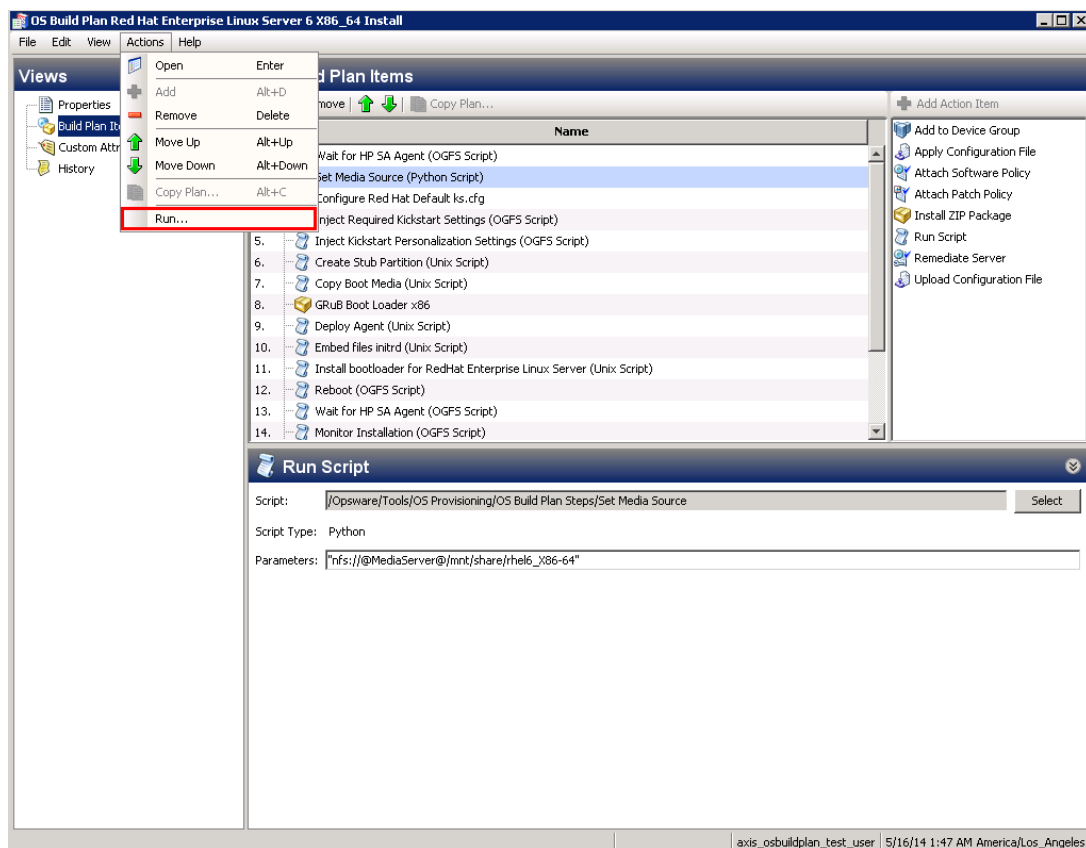 OS Build Plan Red Hat Enterprise Linux Server 6 X86_64 Install
File Edit View Actions Help
Views
Properties
Build Plan Ite
Custom Attr
History
Open Enter
Add Alt+D
Remove Delete
Move Up Alt+Up
Move Down Alt+Down
Copy Plan... Alt+C
Run...
d Plan Items
move Copy Plan...
Name
Wait for HP SA Agent (OGFS Script)
Set Media Source (Python Script)
Configure Red Hat Default ks.cfg
Inject Required Kickstart Settings (OGFS Script)
5. Inject Kickstart Personalization Settings (OGFS Script)
6. Create Stub Partition (Unix Script)
7. Copy Boot Media (Unix Script)
8. GRuB Boot Loader x86
9. Deploy Agent (Unix Script)
10. Embed files initrd (Unix Script)
11. Install bootloader for RedHat Enterprise Linux Server (Unix Script)
12. Reboot (OGFS Script)
13. Wait for HP SA Agent (OGFS Script)
14. Monitor Installation (OGFS Script)
Add Action Item
Add to Device Group
Apply Configuration File
Attach Software Policy
Attach Patch Policy
Install ZIP Package
Run Script
Remediate Server
Upload Configuration File
Run Script
Script: /Opsware/Tools/OS Provisioning/OS Build Plan Steps/Set Media Source Select
Script Type: Python
Parameters: "nfs://@MediaServer@/mnt/share/rhel6_X86-64"
axis_osbuildplan_test_user 5/16/14 1:47 AM America/Los_Angeles